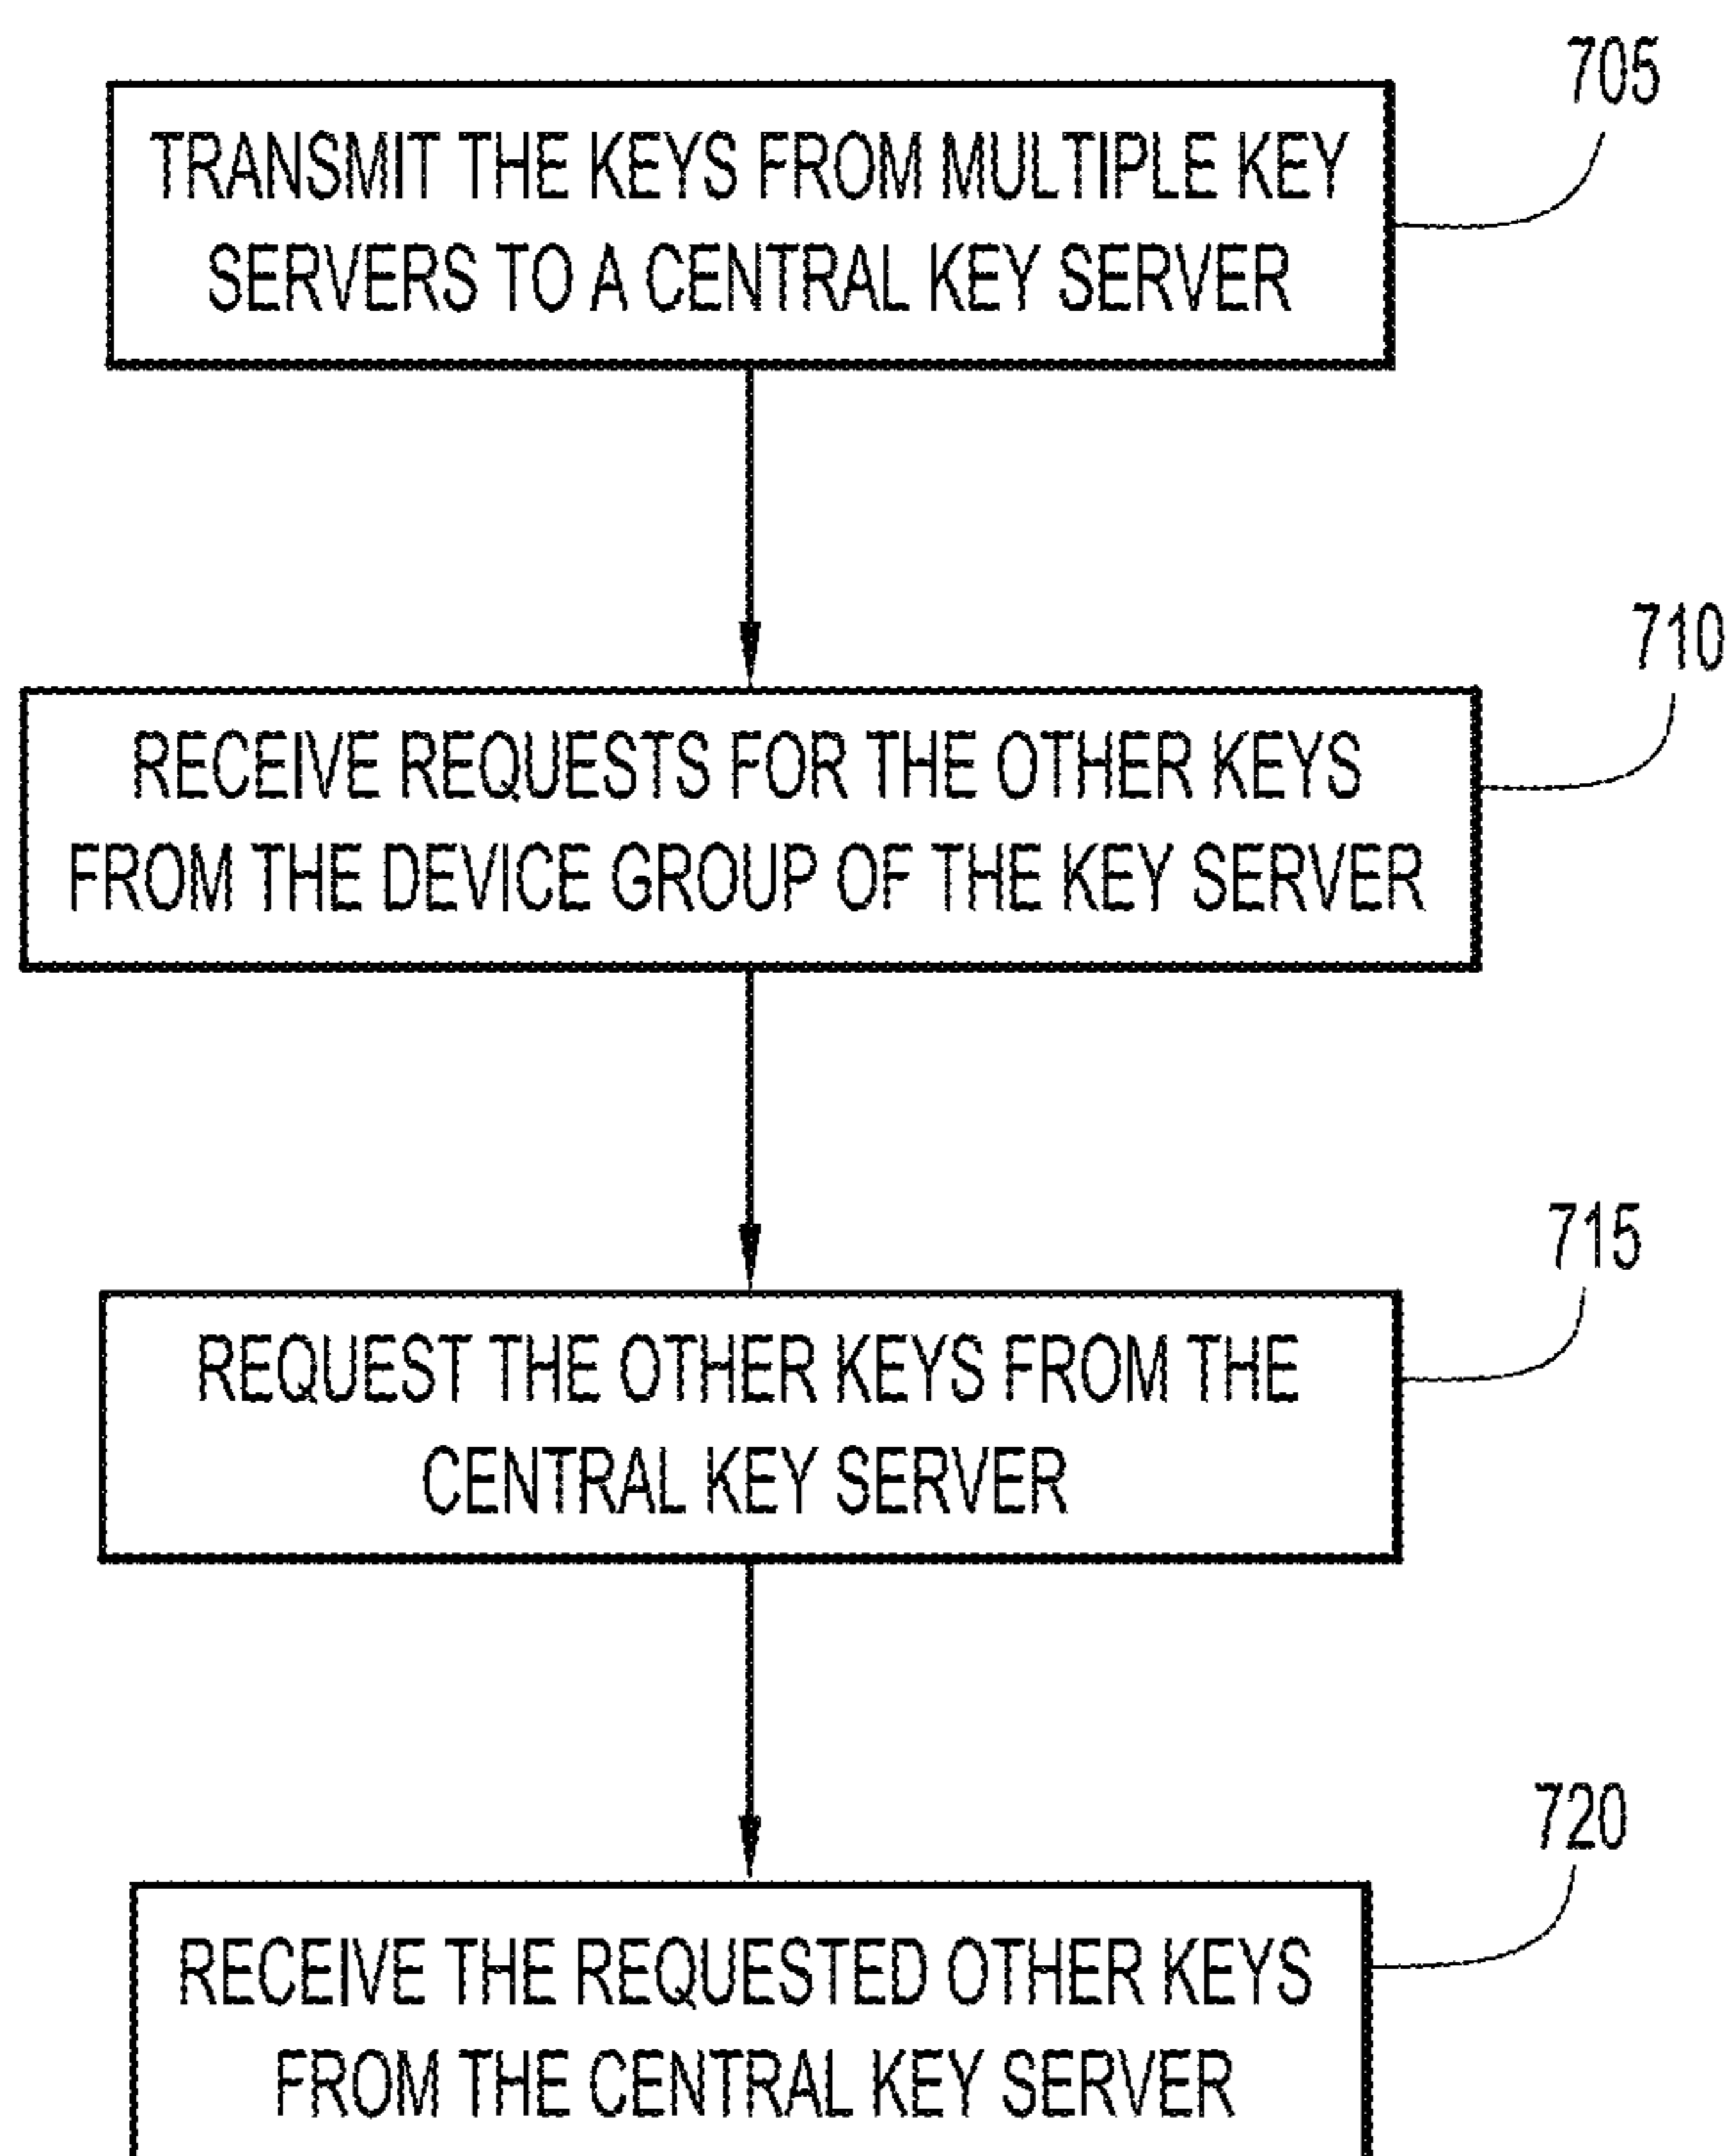 705
TRANSMIT THE KEYS FROM MULTIPLE KEY
SERVERS TO A CENTRAL KEY SERVER
710
RECEIVE REQUESTS FOR THE OTHER KEYS
FROM THE DEVICE GROUP OF THE KEY SERVER
715
REQUEST THE OTHER KEYS FROM THE
CENTRAL KEY SERVER
720
RECEIVE THE REQUESTED OTHER KEYS
FROM THE CENTRAL KEY SERVER